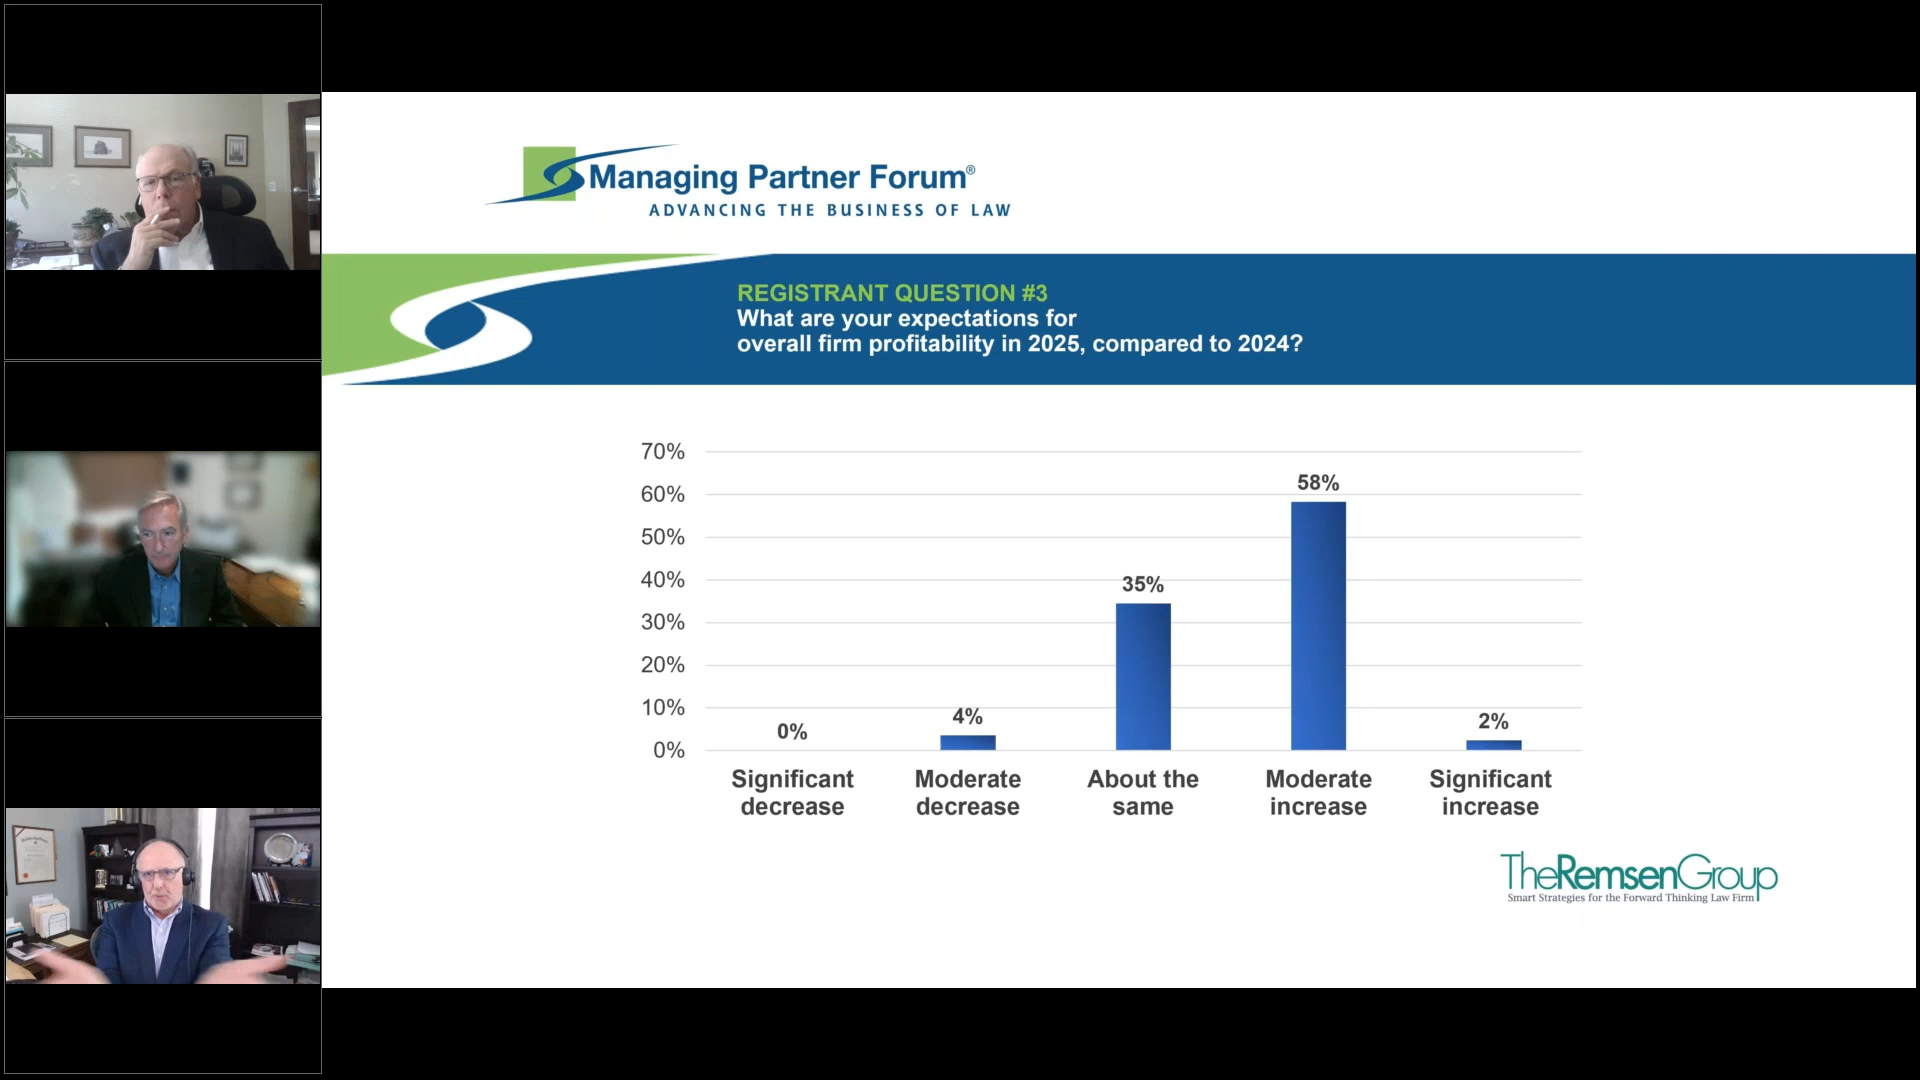 Managing Partner Forum®
ADVANCING THE BUSINESS OF LAW
REGISTRANT QUESTION #3
What are your expectations for
overall firm profitability in 2025, compared to 2024?
70%
60%
50%
40%
30%
20%
10%
0%
0%
4%
35%
58%
2%
Significant
decrease
Moderate
decrease
About the
same
Moderate
increase
Significant
increase
TheRemsenGroup
Smart Strategies for the Forward Thinking Law Firm